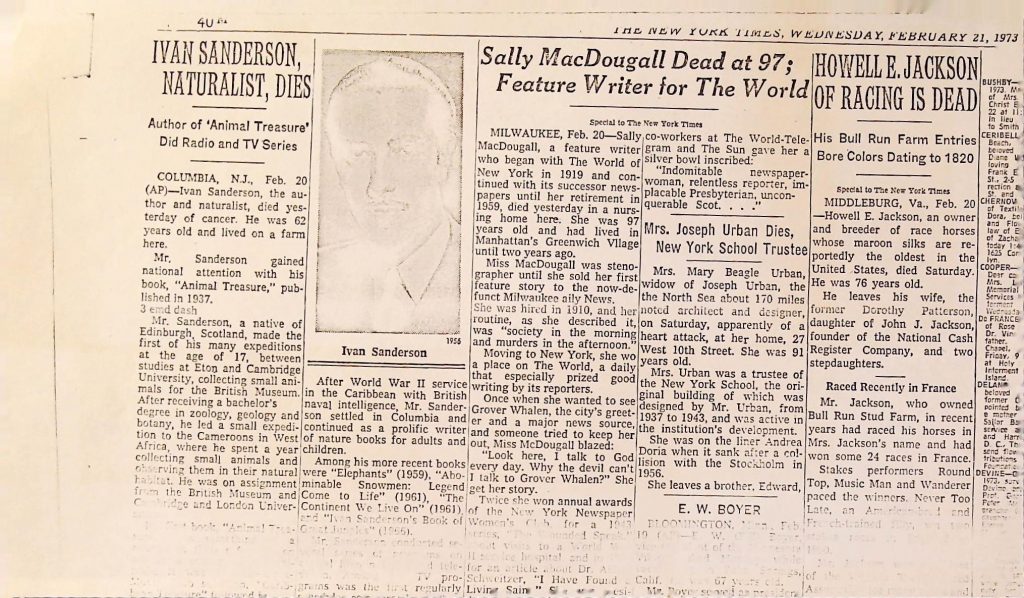 THE NEW YORK TIMES, WEDNESDAY, FEBRUARY 21, 1973
IVAN SANDERSON,
NATURALIST, DIES
Author of 'Animal Treasure'
Did Radio and TV Series
COLUMBIA, N.J., Feb. 20
(AP)—Ivan Sanderson, the au-
thor and naturalist, died yes-
terday of cancer. He was 62
years old and lived on a farm
here.
Mr. Sanderson gained
national attention with his
book, "Animal Treasure," pub-
lished in 1937.
3 emd dash
Mr. Sanderson, a native of
Edinburgh, Scotland, made the
first of his many expeditions
at the age of 17, between
studies at Eton and Cambridge
University, collecting small ani-
mals for the British Museum.
After receiving a bachelor's
degree in zoology, geology and
botany, he led a small expedi-
tion to the Cameroons in West
Africa, where he spent a year
collecting small animals and
observing them in their natural
habitat. He was on assignment
from the British Museum and
Cambridge and London Univer-
1956
Ivan Sanderson
After World War II service
in the Caribbean with British
naval intelligence, Mr. Sander-
son settled in Columbia and
continued as a prolific writer
of nature books for adults and
children.
Among his more recent books
were "Elephants" (1959), "Abo-
minable Snowmen: Legend
Come to Life" (1961), "The
Continent We Live On" (1961)
and "Ivan Sanderson's Book of
Sally MacDougall Dead at 97;
Feature Writer for The World
Special to The New York Times
MILWAUKEE, Feb. 20—Sally
MacDougall, a feature writer
who began with The World of
New York in 1919 and con-
tinued with its successor news-
papers until her retirement in
1959, died yesterday in a nurs-
ing home here. She was 97
years old and had lived in
Manhattan's Greenwich Vllage
until two years ago.
Miss MacDougall was steno-
grapher until she sold her first
feature story to the now-de-
funct Milwaukee aily News.
She was hired in 1910, and her
routine, as she described it,
was "society in the morning
and murders in the afternoon."
Moving to New York, she wo
a place on The World, a daily
that especially prized good
writing by its reporters.
Once when she wanted to see
Grover Whalen, the city's greet-
er and a major news source,
and someone tried to keep her
out, Miss McDougall blazed:
"Look here, I talk to God
every day. Why the devil can't
I talk to Grover Whalen?" She
get her story.
Twice she won annual awards
of the New York Newspaper
Women's Club, for a
co-workers at The World-Tele-
gram and The Sun gave her a
silver bowl inscribed:
"Indomitable newspaper-
woman, relentless reporter, im-
placable Presbyterian, uncon-
querable Scot. . . ."
Mrs. Joseph Urban Dies,
New York School Trustee
Mrs. Mary Beagle Urban,
widow of Joseph Urban, the
the North Sea about 170 miles
noted architect and designer,
on Saturday, apparently of a
heart attack, at her home, 27
West 10th Street. She was 91
years old.
Mrs. Urban was a trustee of
the New York School, the ori-
ginal building of which was
designed by Mr. Urban, from
1937 to 1943, and was active in
the institution's development.
She was on the liner Andrea
Doria when it sank after a col-
lision with the Stockholm in
1956.
She leaves a brother, Edward,
E. W. BOYER
BLOOMINGTON,
HOWELL E. JACKSON
OF RACING IS DEAD
His Bull Run Farm Entries
Bore Colors Dating to 1820
Special to The New York Times
MIDDLEBURG, Va., Feb. 20
—Howell E. Jackson, an owner
and breeder of race horses
whose maroon silks are re-
portedly the oldest in the
United States, died Saturday.
He was 76 years old.
He leaves his wife, the
former Dorothy Patterson,
daughter of John J. Jackson,
founder of the National Cash
Register Company, and two
stepdaughters.
Raced Recently in France
Mr. Jackson, who owned
Bull Run Stud Farm, in recent
years had raced his horses in
Mrs. Jackson's name and had
won some 24 races in France.
Stakes performers Round
Top, Music Man and Wanderer
paced the winners. Never Too
Late, an